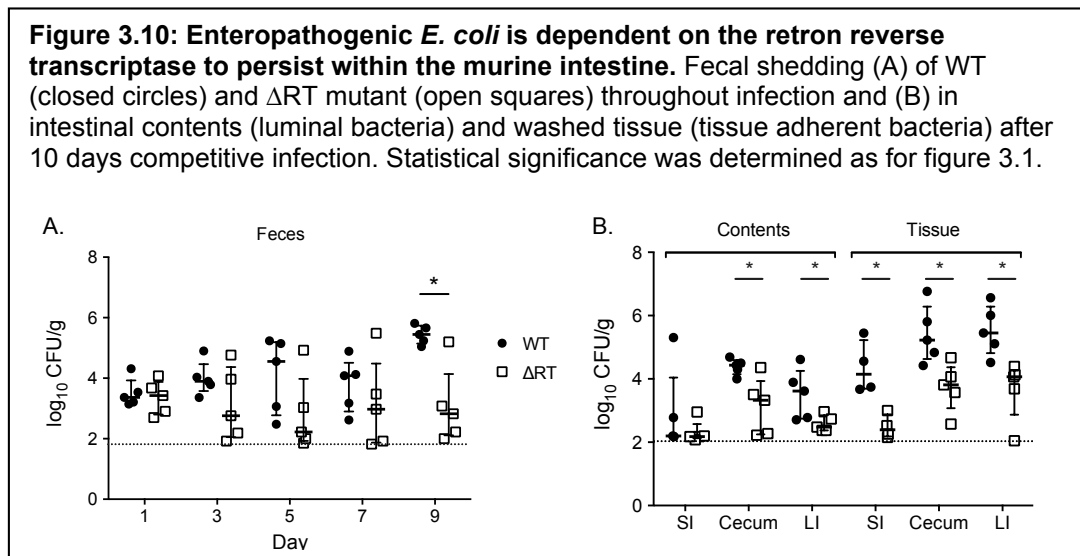 Figure 3.10: Enteropathogenic E. coli is dependent on the retron reverse
transcriptase to persist within the murine intestine. Fecal shedding (A) of WT
(closed circles) and ΔRT mutant (open squares) throughout infection and (B) in
intestinal contents (luminal bacteria) and washed tissue (tissue adherent bacteria) after
10 days competitive infection. Statistical significance was determined as for figure 3.1.
A.
Feces
8
6
4
2
0
log10 CFU/g
*
1 3 5 7 9
Day
WT
ΔRT
B.
Contents Tissue
* * * * *
8
6
4
2
0
log10 CFU/g
SI Cecum LI SI Cecum LI